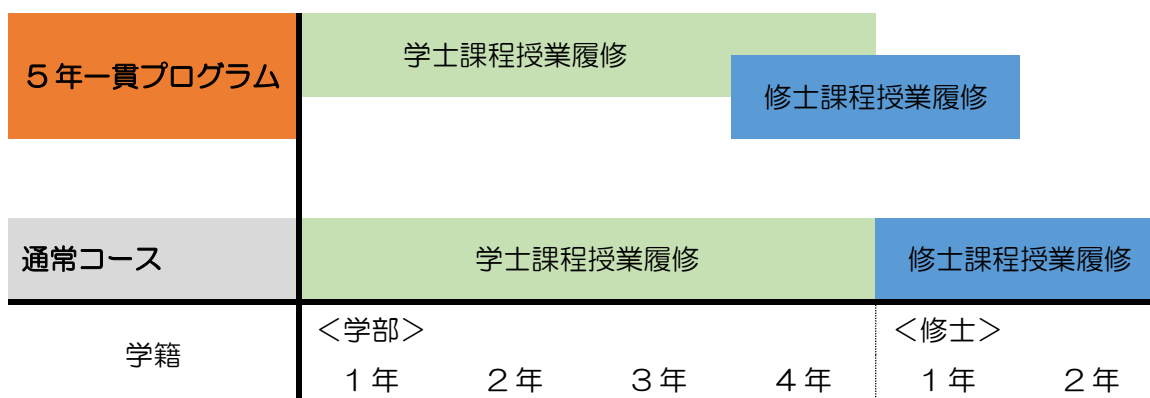 5年一貫プログラム
学士課程授業履修
修士課程授業履修
通常コース
学士課程授業履修
修士課程授業履修
学籍
＜学部＞
＜修士＞
1年
2年
3年
4年
1年
2年